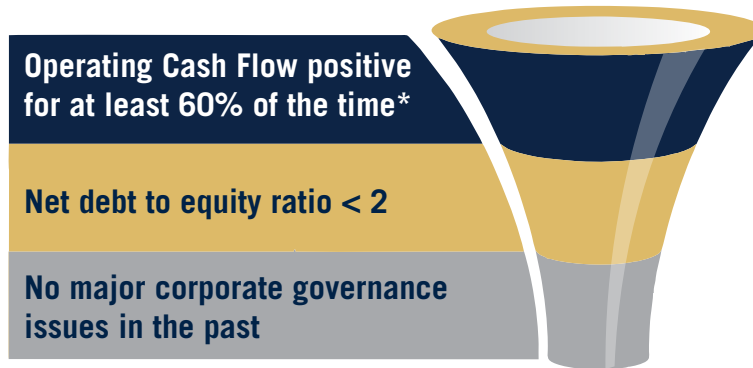 Operating Cash Flow positive
for at least 60% of the time*
Net debt to equity ratio < 2
No major corporate governance
issues in the past